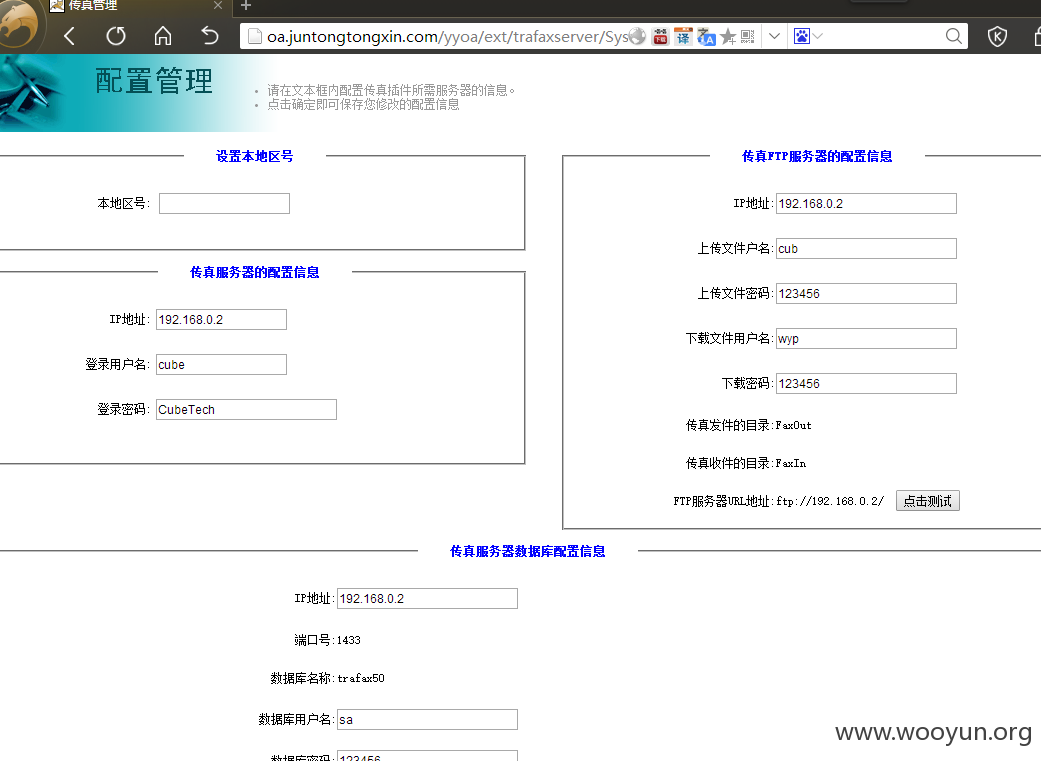 传真管理
oa.juntongtongxin.com/yyoa/ext/trafaxserver/Sys
配置管理
请在文本框内配置传真插件所需服务器的信息。
点击确定即可保存您修改的配置信息
设置本地区号
本地区号:
传真服务器的配置信息
IP地址: 192.168.0.2
登录用户名: cube
登录密码: CubeTech
传真FTP服务器的配置信息
IP地址: 192.168.0.2
上传文件户名: cub
上传文件密码: 123456
下载文件用户名: wyp
下载密码: 123456
传真发件的目录:FaxOut
传真收件的目录:FaxIn
FTP服务器URL地址:ftp://192.168.0.2/ 点击测试
传真服务器数据库配置信息
IP地址: 192.168.0.2
端口号:1433
数据库名称:trafax50
数据库用户名: sa
数据库密码: 123456
www.wooyun.org